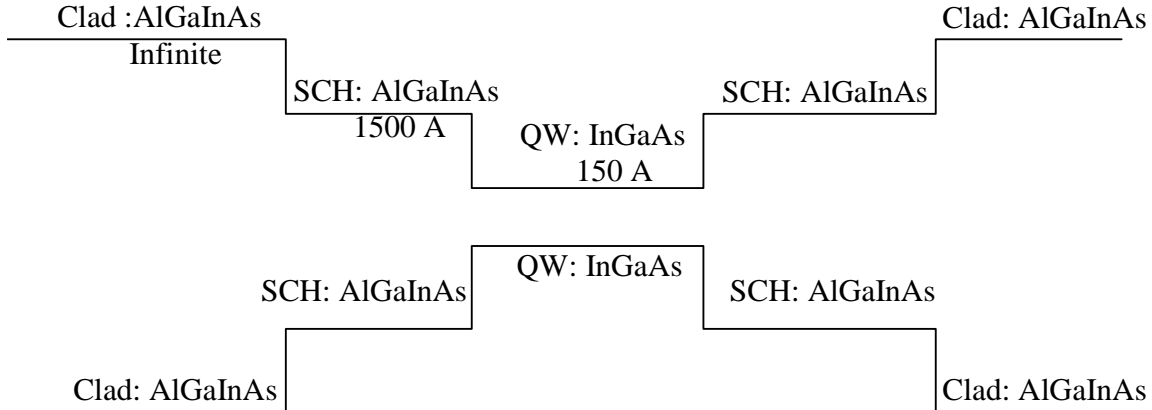 Clad :AlGaInAs
Infinite
Clad: AlGaInAs
SCH: AlGaInAs
1500 A
SCH: AlGaInAs
QW: InGaAs
150 A
QW: InGaAs
SCH: AlGaInAs
SCH: AlGaInAs
Clad: AlGaInAs
Clad: AlGaInAs